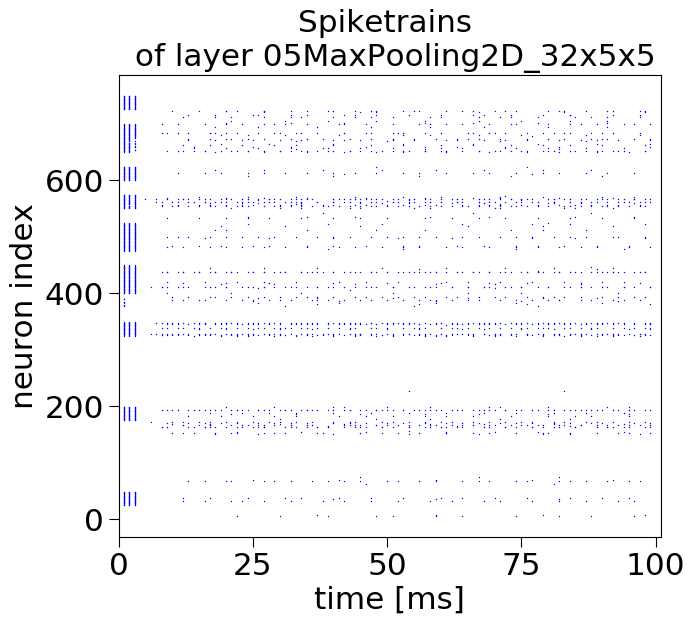 Spiketrains
of layer 05MaxPooling2D_32x5x5
600
400
200
0
neuron index
0 25 50 75 100
time [ms]